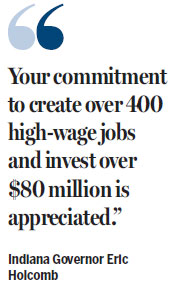 “
Your commitment
to create over 400
high-wage jobs
and invest over
$80 million is
appreciated.”
Indiana Governor Eric
Holcomb